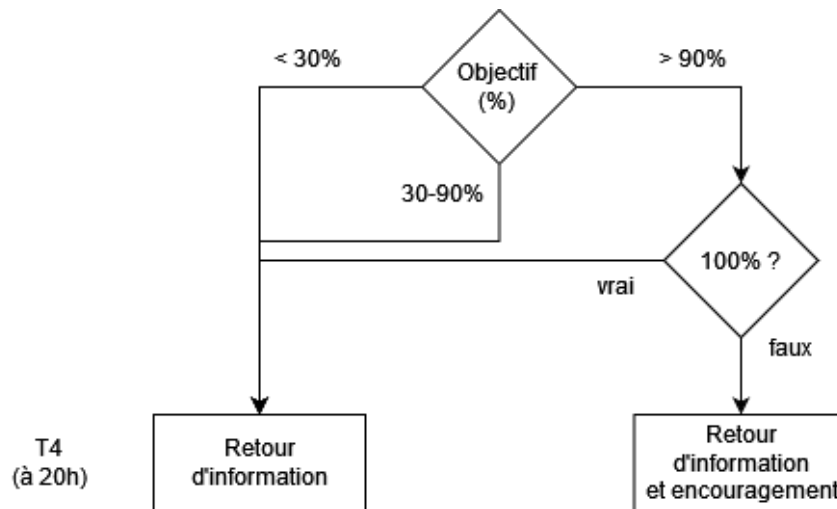 < 30%
Objectif
(%)
> 90%
30-90%
100% ?
vrai
faux
T4
(à 20h)
Retour
d'information
Retour
d'information
et encouragement